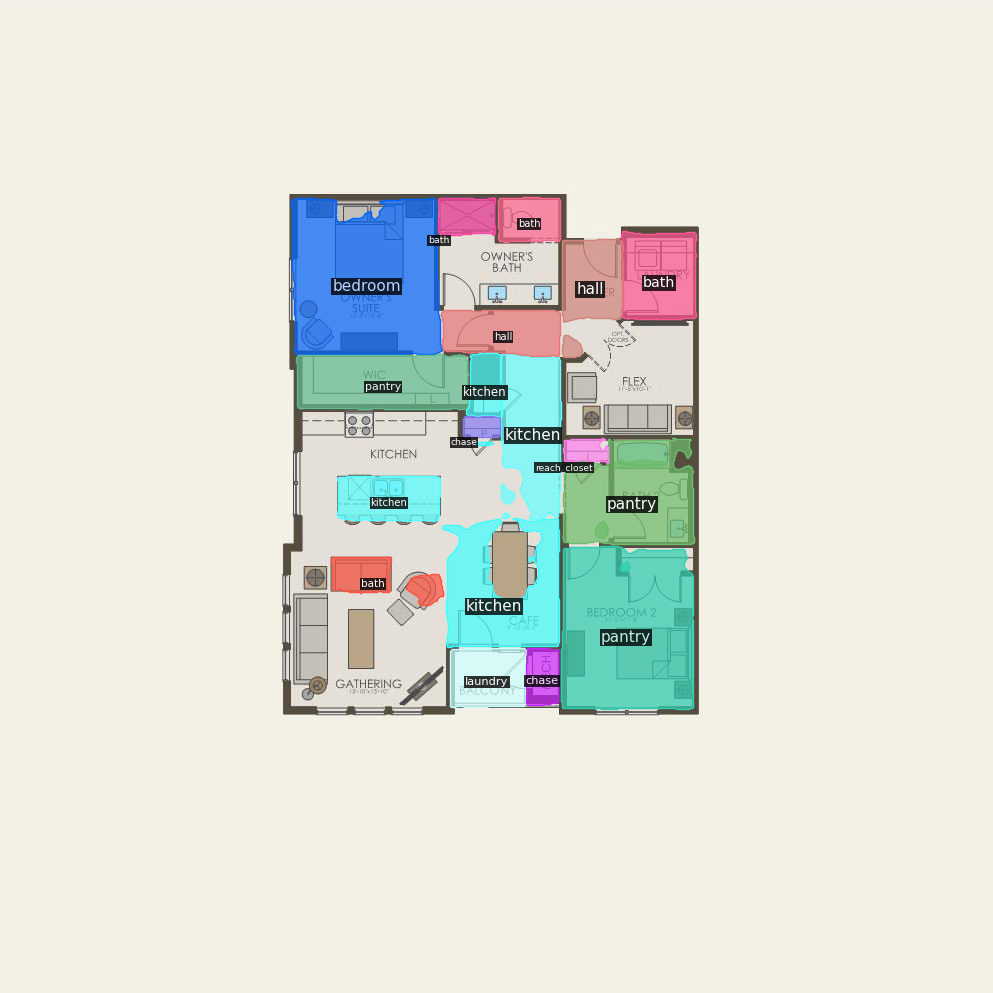 bath
bath
OWNER'S
BATH
bedroom
OWNER'S
SUITE
hall
bath
hall
OPT.
DOORS
WIC
pantry
L
kitchen
FLEX
11'-5"x10'-1"
kitchen
P
chase
KITCHEN
reach_closet
kitchen
pantry
bath
kitchen
CAFE
BEDROOM 2
pantry
GATHERING
13'-10"x13'-10"
laundry
BALCONY
chase